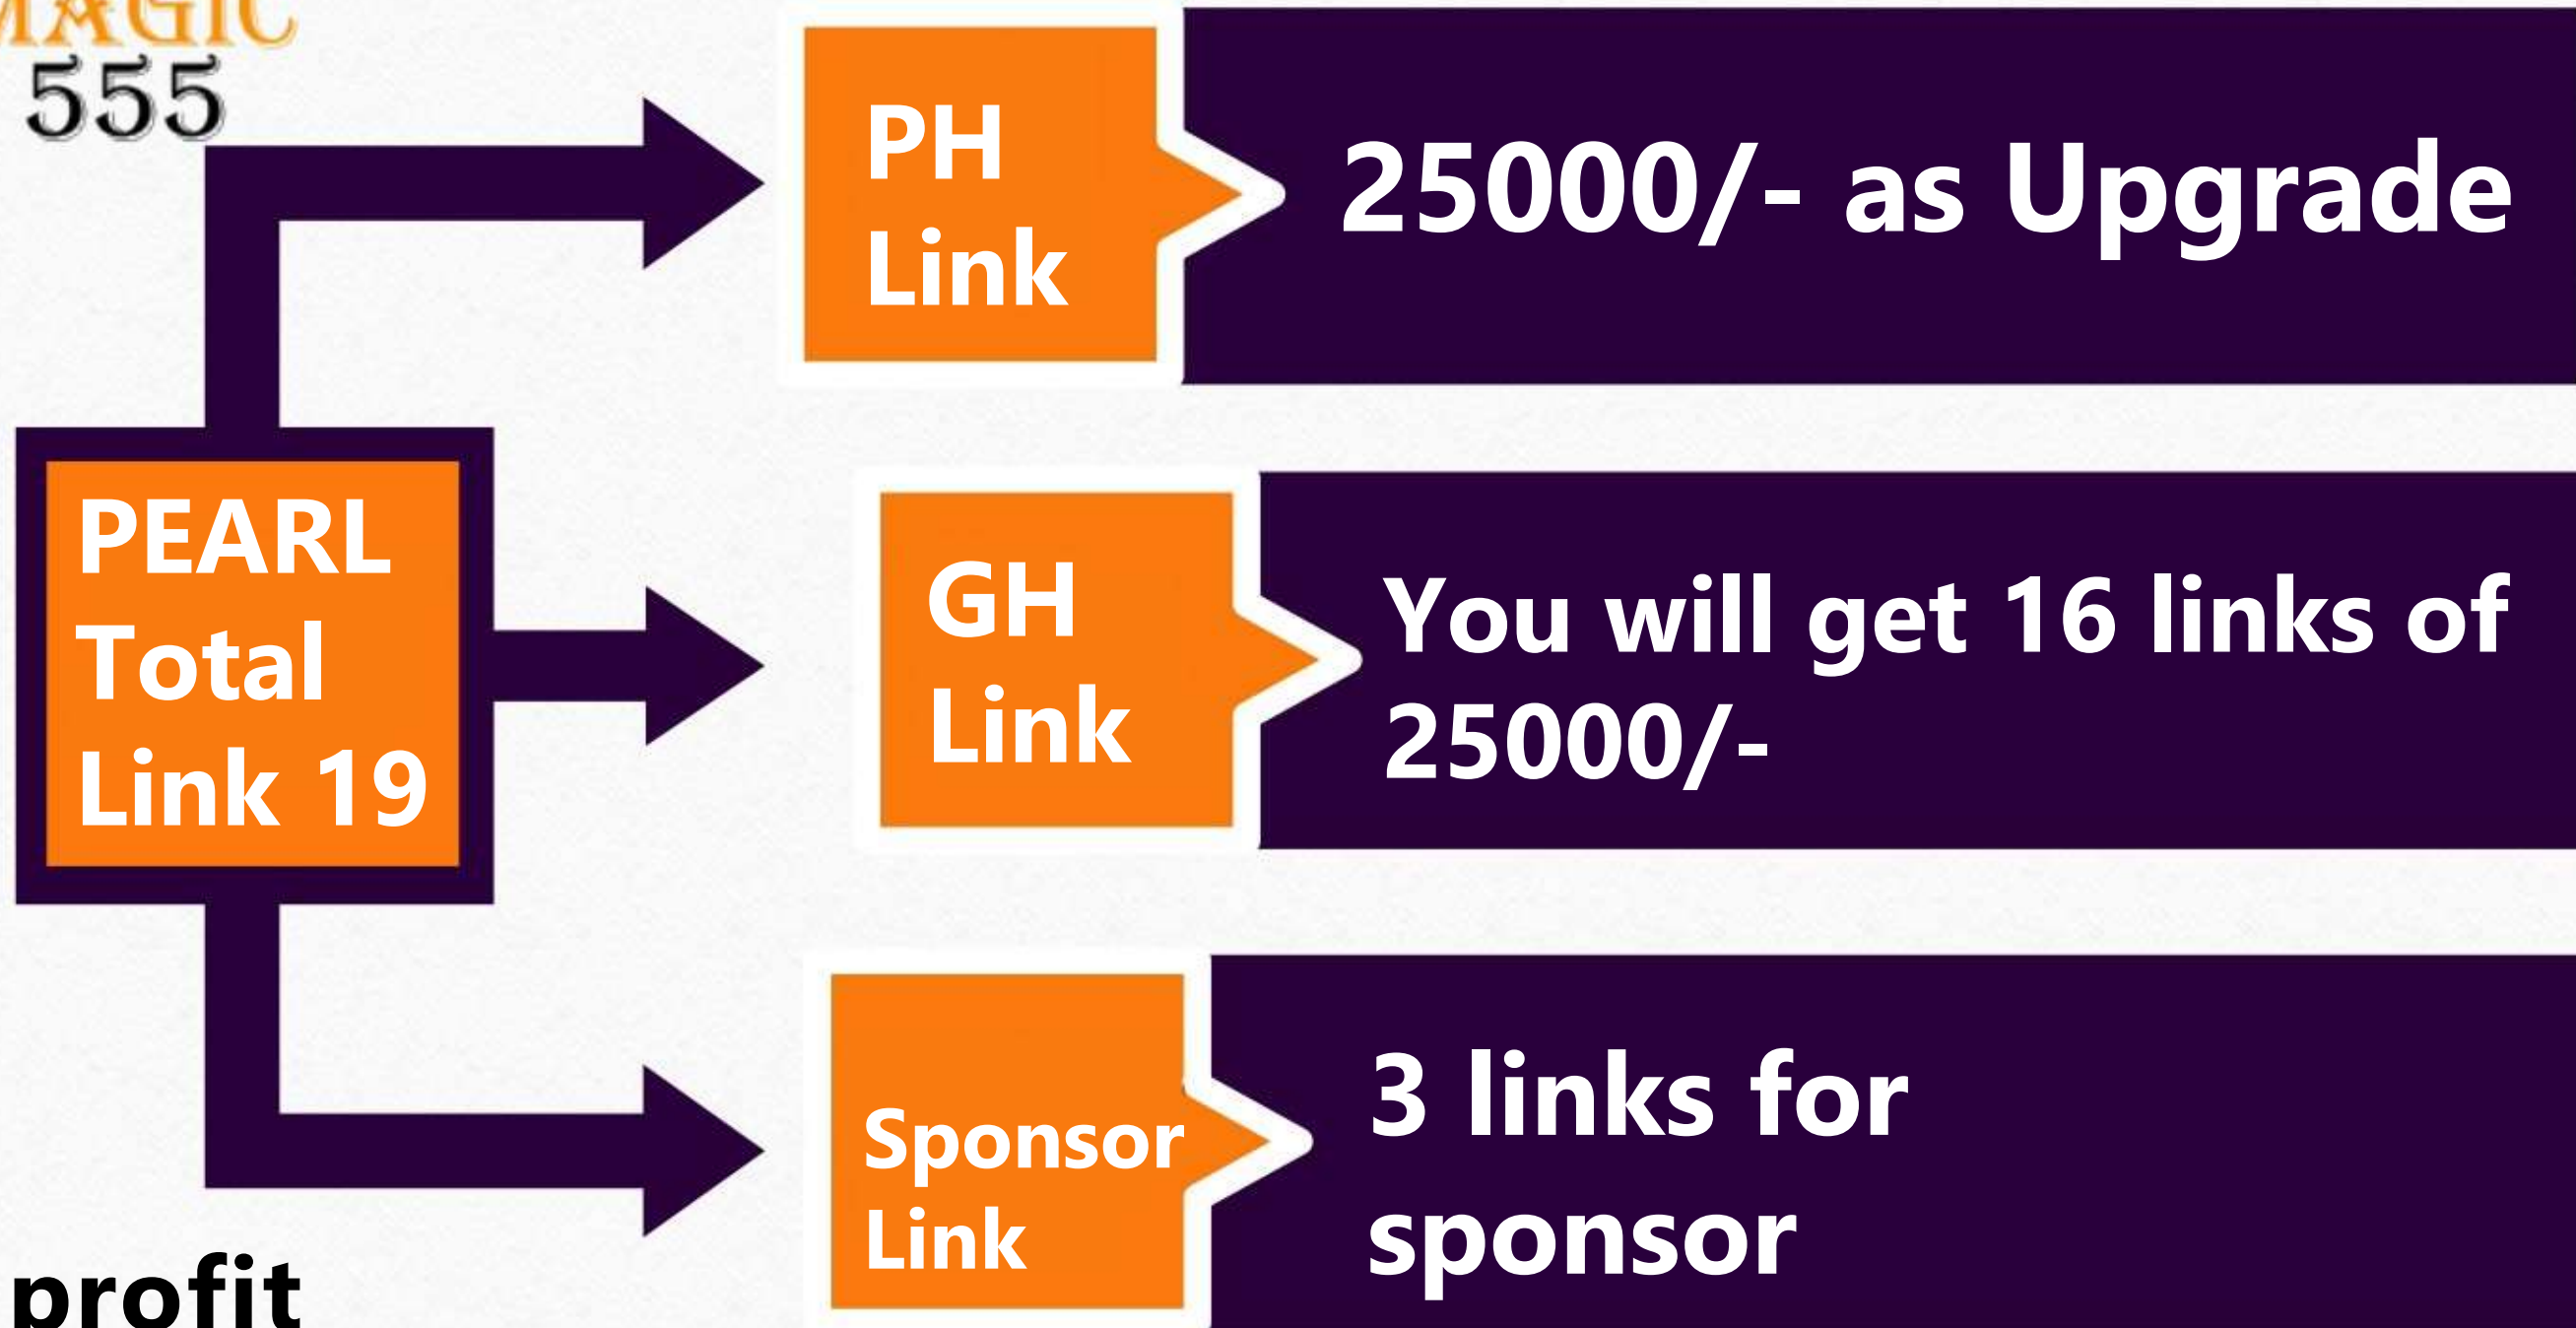 MAGIC
555
PH
Link
25000/- as Upgrade
PEARL
Total
Link 19
GH
Link
You will get 16 links of
25000/-
Sponsor
Link
3 links for
sponsor
profit